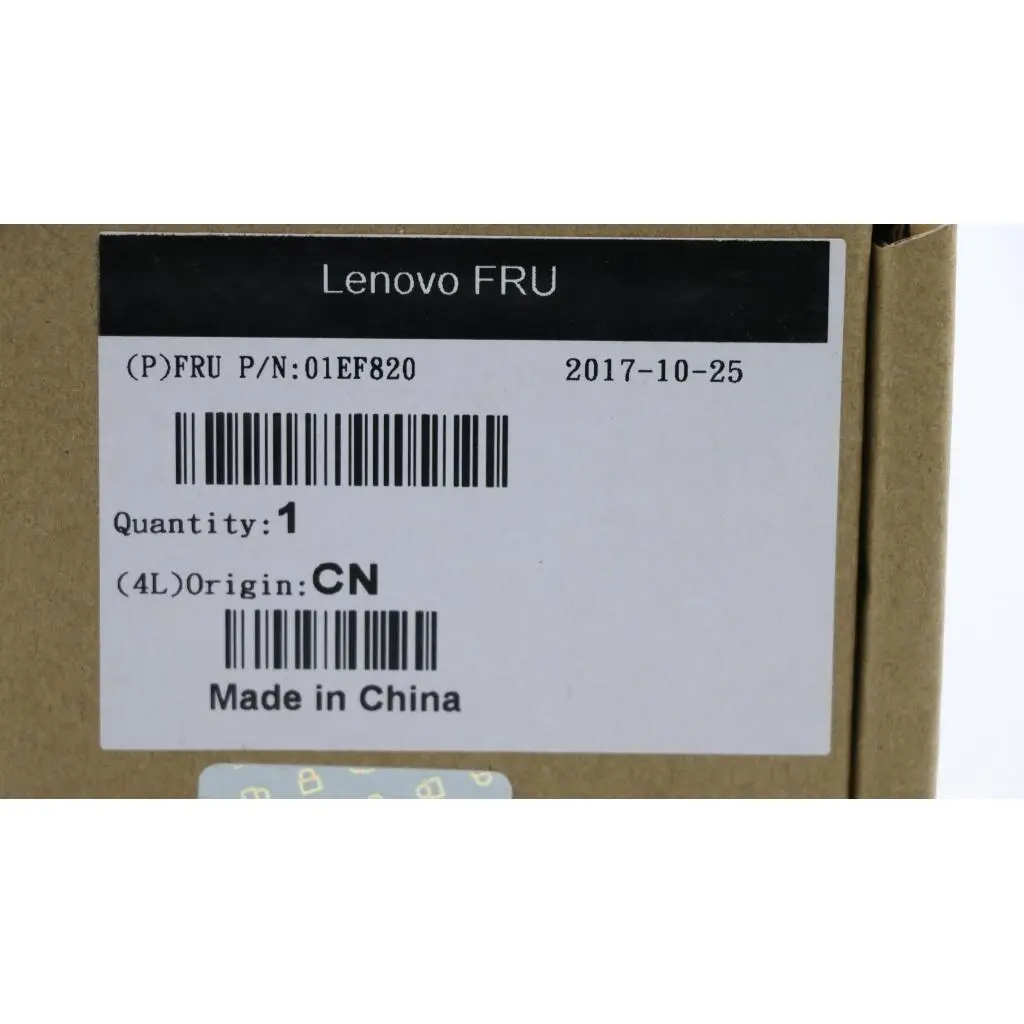 Lenovo FRU
(P)FRU P/N:01EF820 2017-10-25
Quantity:1
(4L)Origin:CN
Made in China